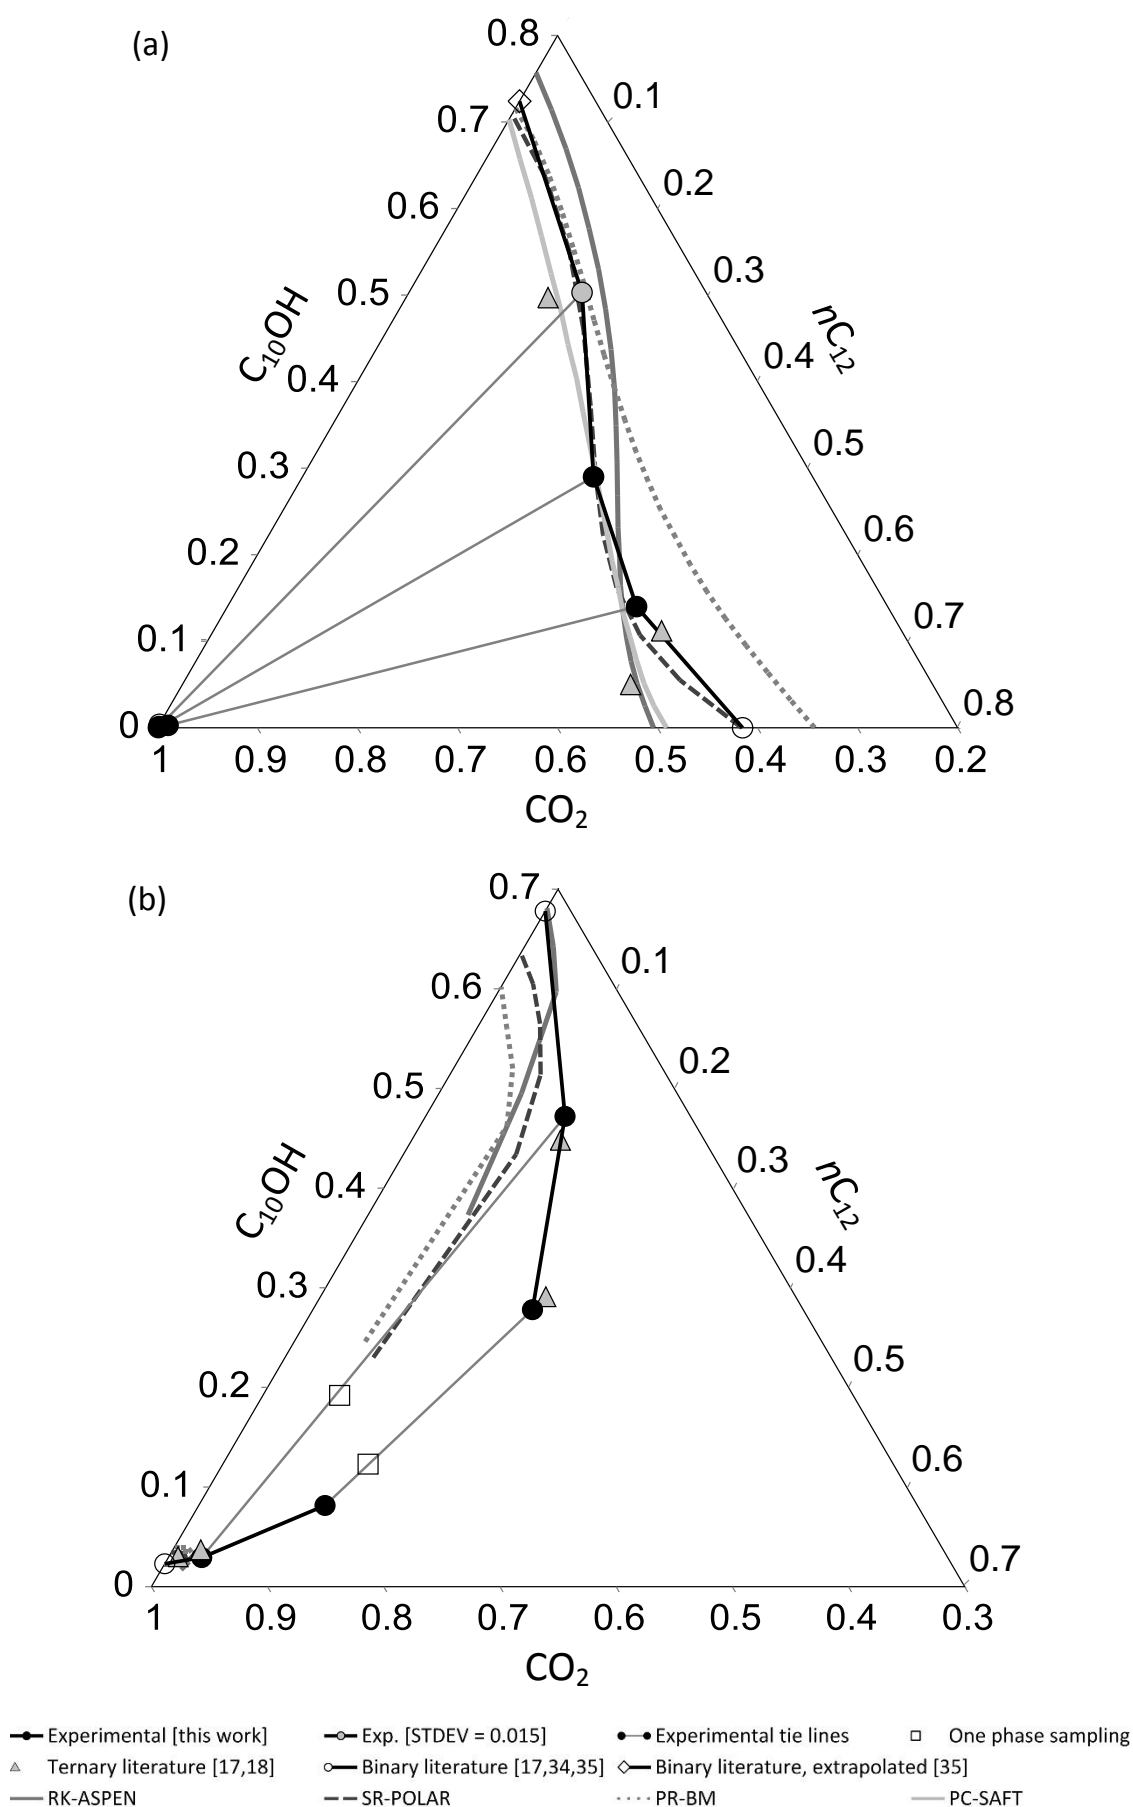 (a)
0.8
0.7
0.6
0.5
0.4
0.3
0.2
0.1
0
C₁₀OH
0.1
0.2
0.3
0.4
0.5
0.6
0.7
0.8
nC₁₂
1 0.9 0.8 0.7 0.6 0.5 0.4 0.3 0.2
CO₂
(b)
0.7
0.6
0.5
0.4
0.3
0.2
0.1
0
C₁₀OH
0.1
0.2
0.3
0.4
0.5
0.6
0.7
nC₁₂
1 0.9 0.8 0.7 0.6 0.5 0.4 0.3
CO₂
Experimental [this work] Exp. [STDEV = 0.015] Experimental tie lines One phase sampling
Ternary literature [17,18] Binary literature [17,34,35] Binary literature, extrapolated [35]
RK-ASPEN SR-POLAR PR-BM PC-SAFT